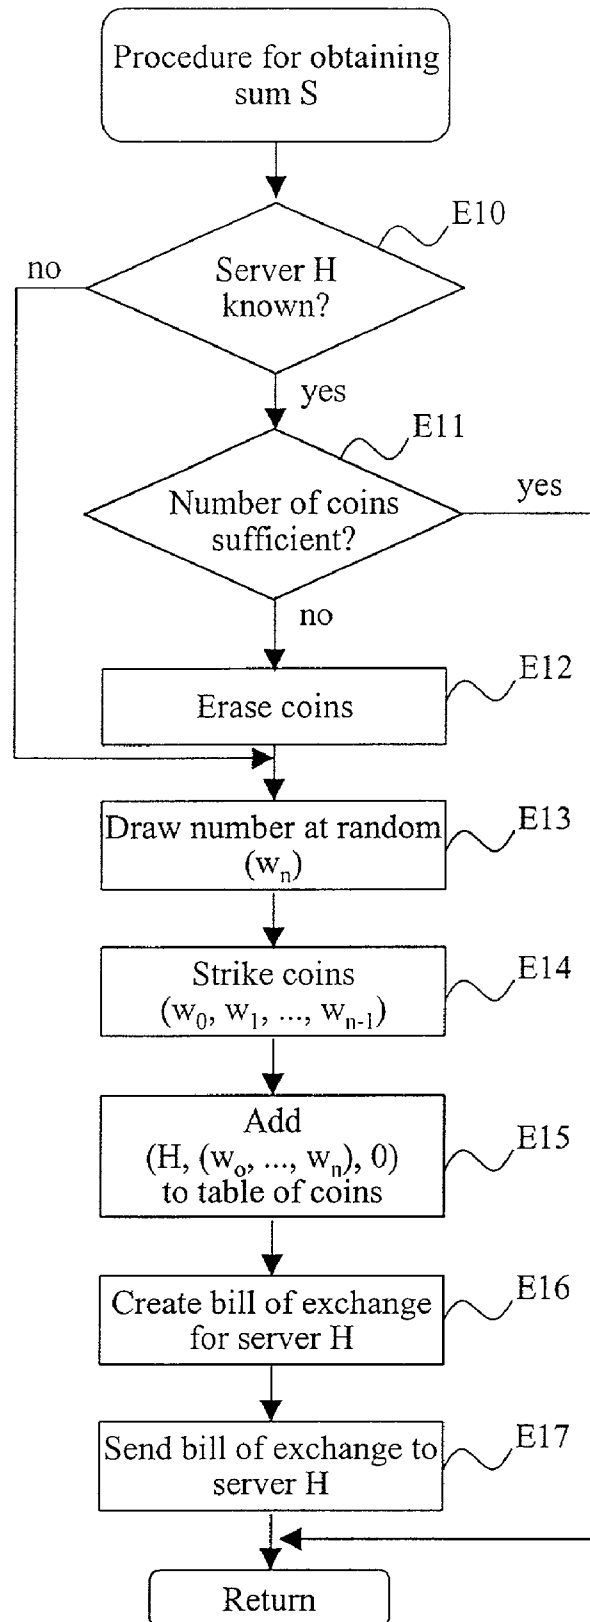 Procedure for obtaining
sum S
E10
no
Server H
known?
yes
E11
yes
Number of coins
sufficient?
no
E12
Erase coins
E13
Draw number at random
(wn)
E14
Strike coins
(w0, w1, ..., wn-1)
Add
E15
(H, (wo, ..., wn), 0)
to table of coins
E16
Create bill of exchange
for server H
E17
Send bill of exchange to
server H
Return